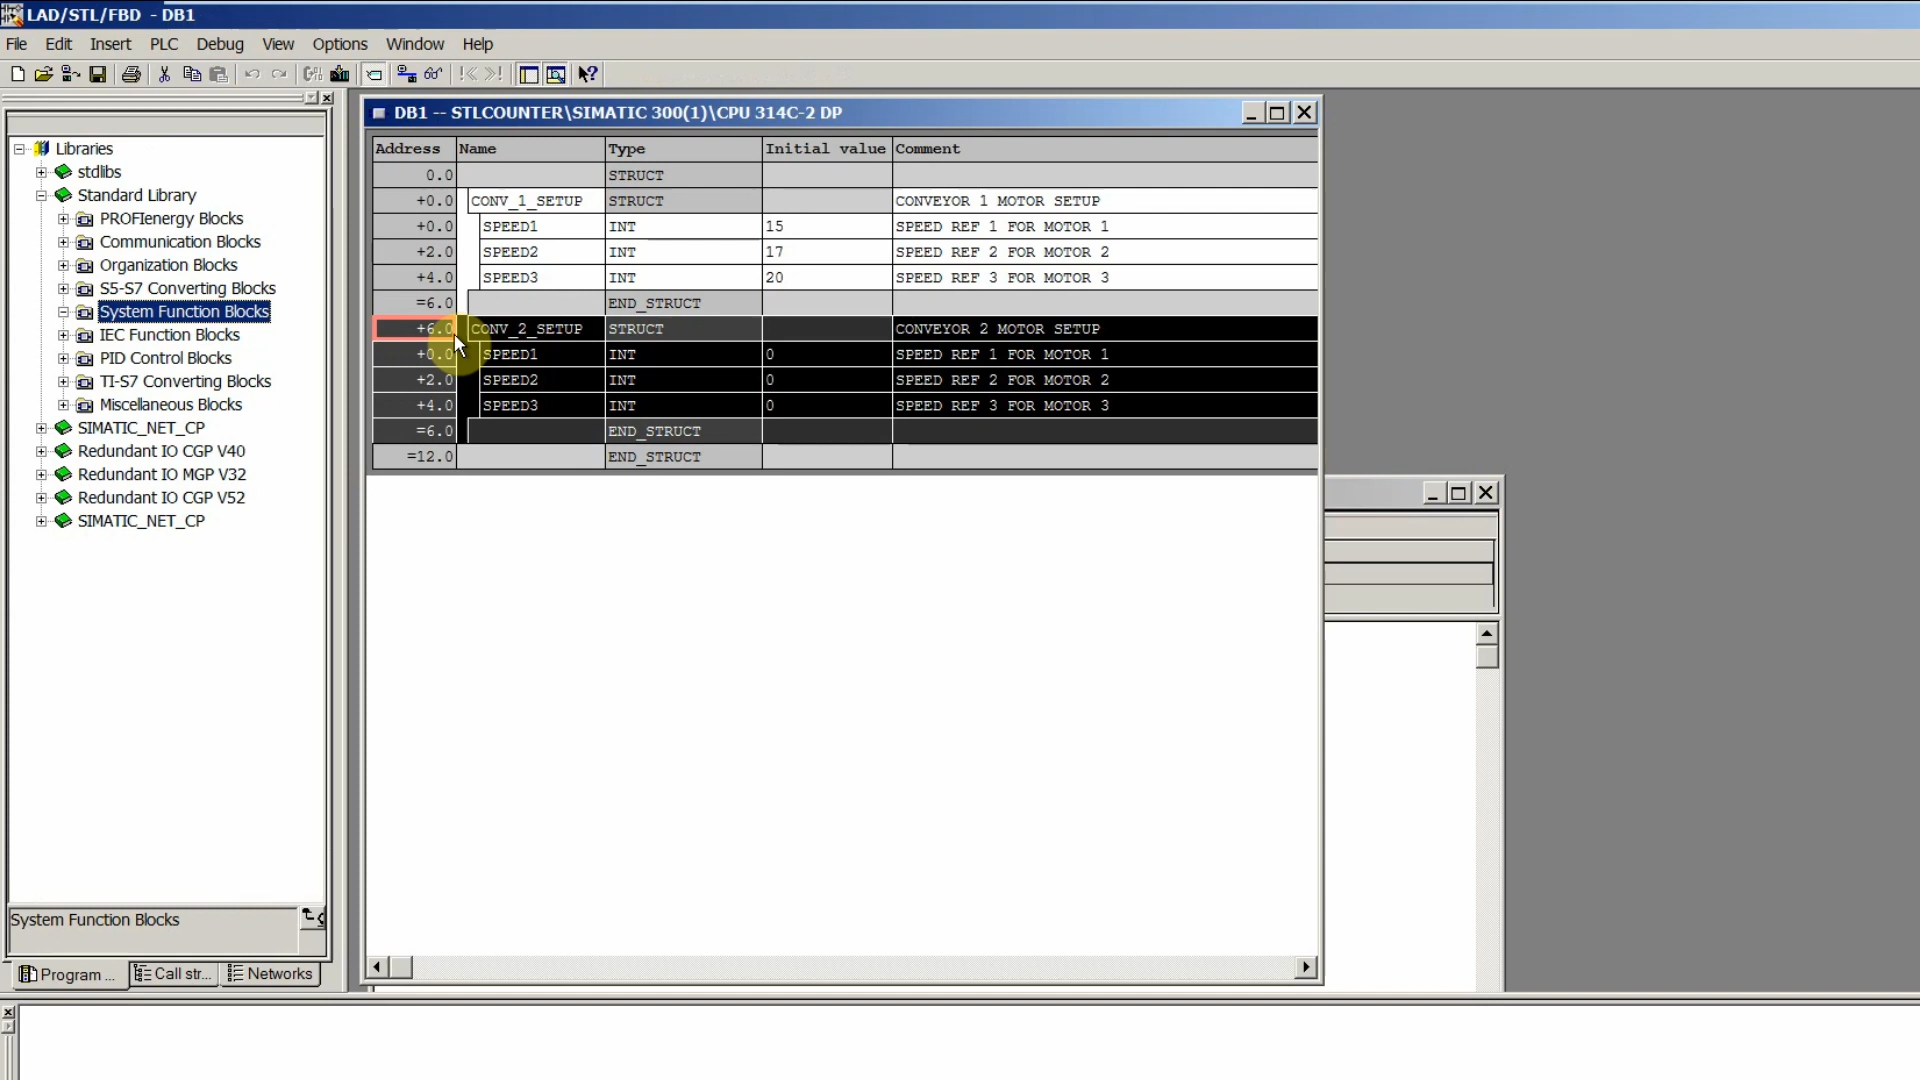 LAD/STL/FBD - DB1
File Edit Insert PLC Debug View Options Window Help
DB1 -- STLCOUNTER\SIMATIC 300(1)\CPU 314C-2 DP
Libraries
stdlibs
Standard Library
PROFIenergy Blocks
Communication Blocks
Organization Blocks
S5-S7 Converting Blocks
System Function Blocks
IEC Function Blocks
PID Control Blocks
TI-S7 Converting Blocks
Miscellaneous Blocks
SIMATIC_NET_CP
Redundant IO CGP V40
Redundant IO MGP V32
Redundant IO CGP V52
SIMATIC_NET_CP
System Function Blocks
Program ... Call str... Networks
Address Name Type Initial value Comment
0.0 STRUCT
+0.0 CONV_1_SETUP STRUCT CONVEYOR 1 MOTOR SETUP
+0.0 SPEED1 INT 15 SPEED REF 1 FOR MOTOR 1
+2.0 SPEED2 INT 17 SPEED REF 2 FOR MOTOR 2
+4.0 SPEED3 INT 20 SPEED REF 3 FOR MOTOR 3
=6.0 END_STRUCT
+6.0 CONV_2_SETUP STRUCT CONVEYOR 2 MOTOR SETUP
+0.0 SPEED1 INT 0 SPEED REF 1 FOR MOTOR 1
+2.0 SPEED2 INT 0 SPEED REF 2 FOR MOTOR 2
+4.0 SPEED3 INT 0 SPEED REF 3 FOR MOTOR 3
=6.0 END_STRUCT
=12.0 END_STRUCT